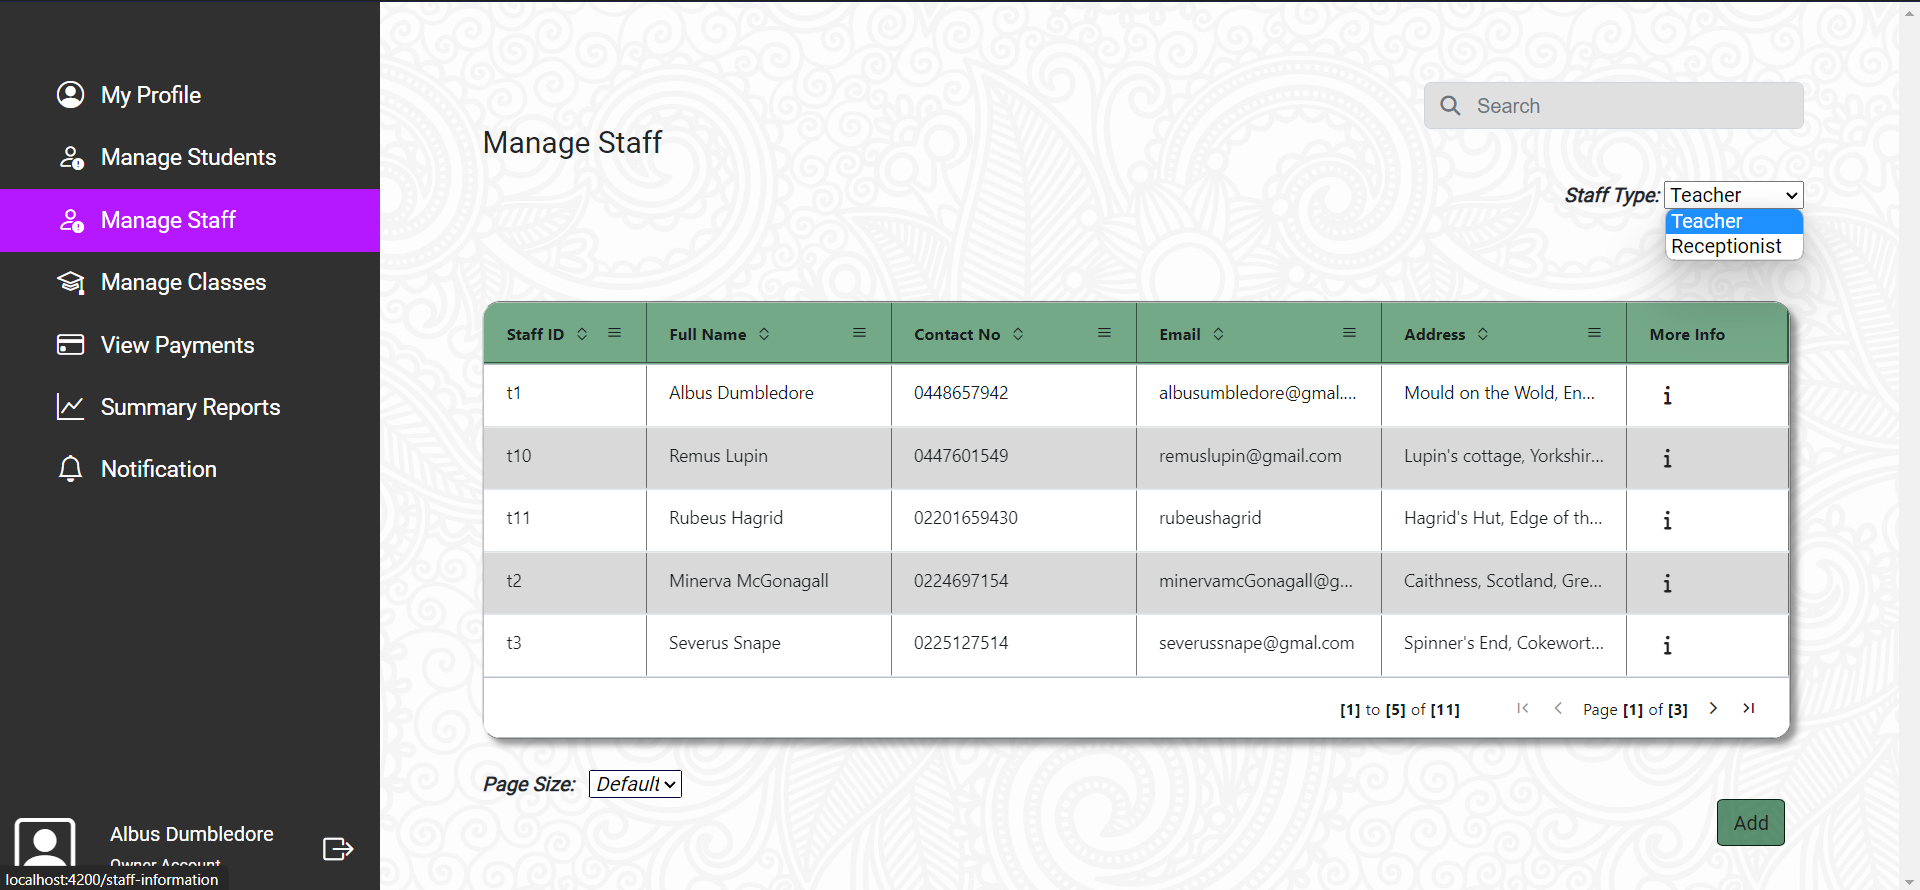 My Profile
Manage Students
Manage Staff
Manage Classes
View Payments
Summary Reports
Notification
Albus Dumbledore
Owner Account
localhost:4200/staff-information
Search
Manage Staff
Staff Type: Teacher
Teacher
Receptionist
Staff ID Full Name Contact No Email Address More Info
t1 Albus Dumbledore 0448657942 albusumbledore@gmal.... Mould on the Wold, En...
t10 Remus Lupin 0447601549 remuslupin@gmail.com Lupin's cottage, Yorkshir...
t11 Rubeus Hagrid 02201659430 rubeushagrid Hagrid's Hut, Edge of th...
t2 Minerva McGonagall 0224697154 minervamcGonagall@g... Caithness, Scotland, Gre...
t3 Severus Snape 0225127514 severussnape@gmal.com Spinner's End, Cokewort...
[1] to [5] of [11] Page [1] of [3]
Page Size: Default
Add